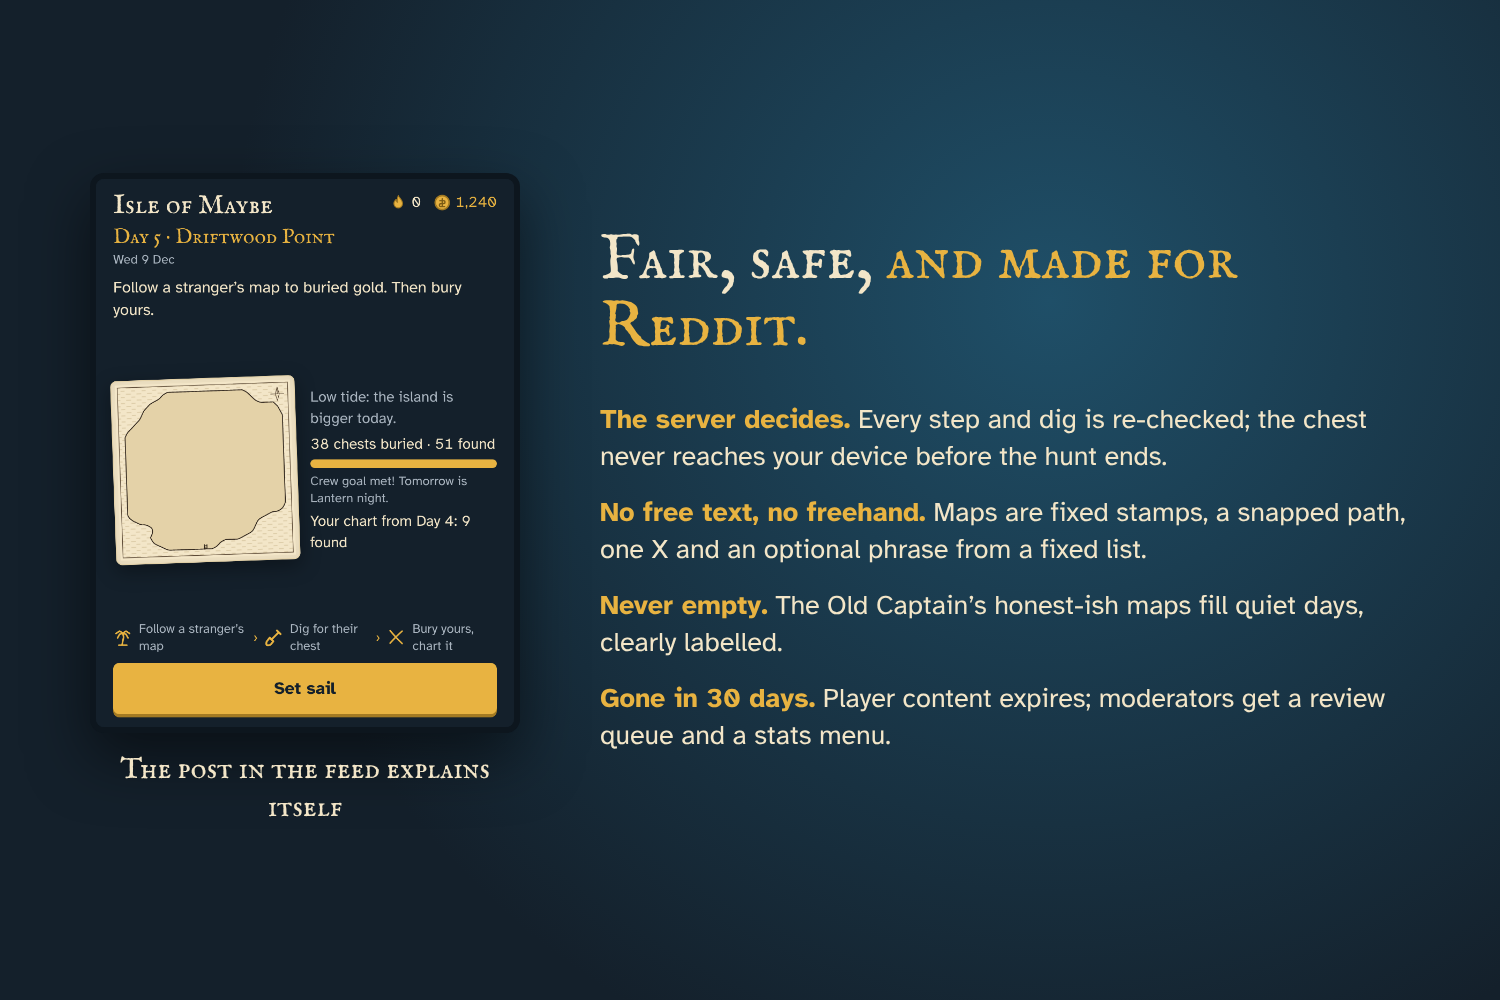 Isle of Maybe
0 1,240
Day 5 · Driftwood Point
Wed 9 Dec
Follow a stranger’s map to buried gold. Then bury
yours.
Low tide: the island is
bigger today.
38 chests buried · 51 found
Crew goal met! Tomorrow is
Lantern night.
Your chart from Day 4: 9
found
Follow a stranger’s
map
›
Dig for their
chest
›
Bury yours,
chart it
Set sail
The post in the feed explains
itself
Fair, safe, and made for
Reddit.
The server decides. Every step and dig is re-checked; the chest
never reaches your device before the hunt ends.
No free text, no freehand. Maps are fixed stamps, a snapped path,
one X and an optional phrase from a fixed list.
Never empty. The Old Captain’s honest-ish maps fill quiet days,
clearly labelled.
Gone in 30 days. Player content expires; moderators get a review
queue and a stats menu.